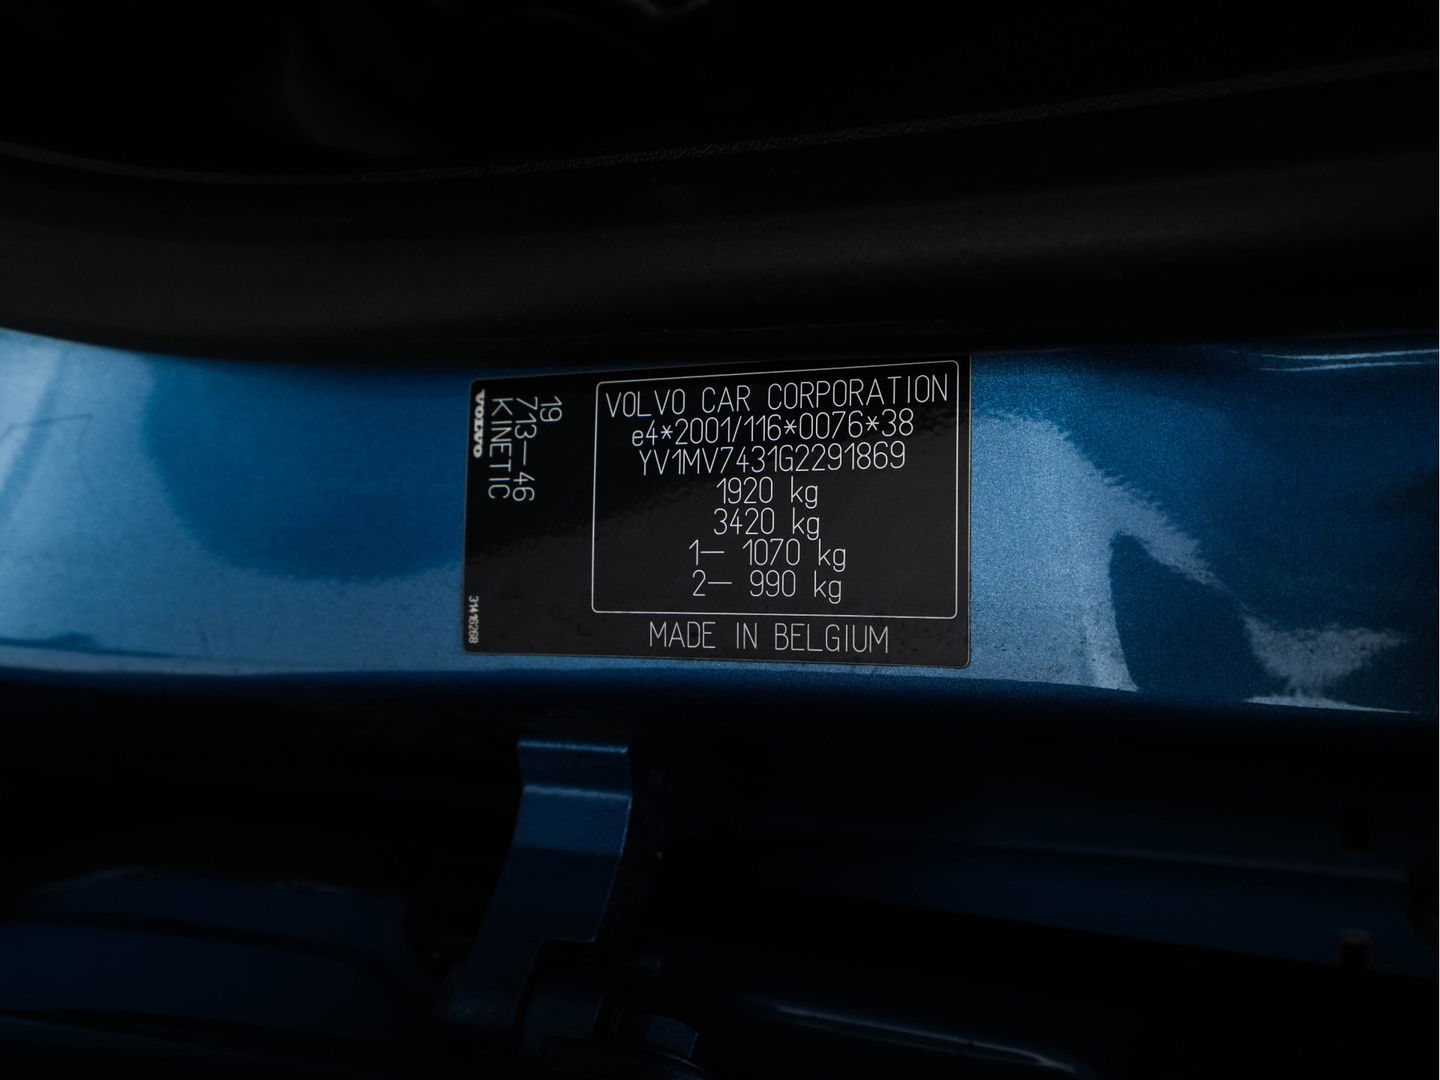 VOLVO
19
713—46
KINETIC
31416268
VOLVO CAR CORPORATION
e4*2001/116*0076*38
YV1MV7431G2291869
1920 kg
3420 kg
1— 1070 kg
2— 990 kg
MADE IN BELGIUM